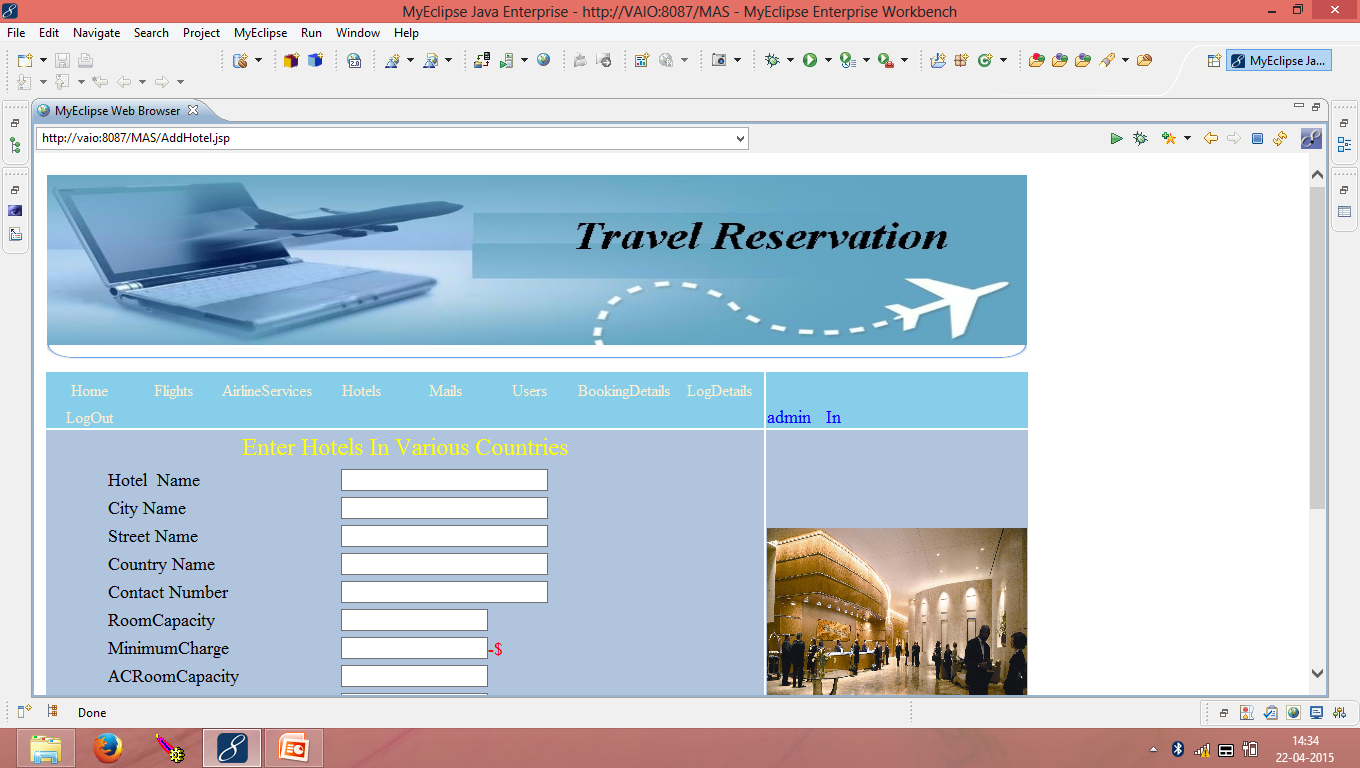 MyEclipse Java Enterprise - http://VAIO:8087/MAS - MyEclipse Enterprise Workbench
File Edit Navigate Search Project MyEclipse Run Window Help
2.0
MyEclipse Ja...
MyEclipse Web Browser
http://vaio:8087/MAS/AddHotel.jsp
Travel Reservation
Home Flights AirlineServices Hotels Mails Users BookingDetails LogDetails
LogOut
admin In
Enter Hotels In Various Countries
Hotel Name
City Name
Street Name
Country Name
Contact Number
RoomCapacity
MinimumCharge -$
ACRoomCapacity
Done
14:34
22-04-2015